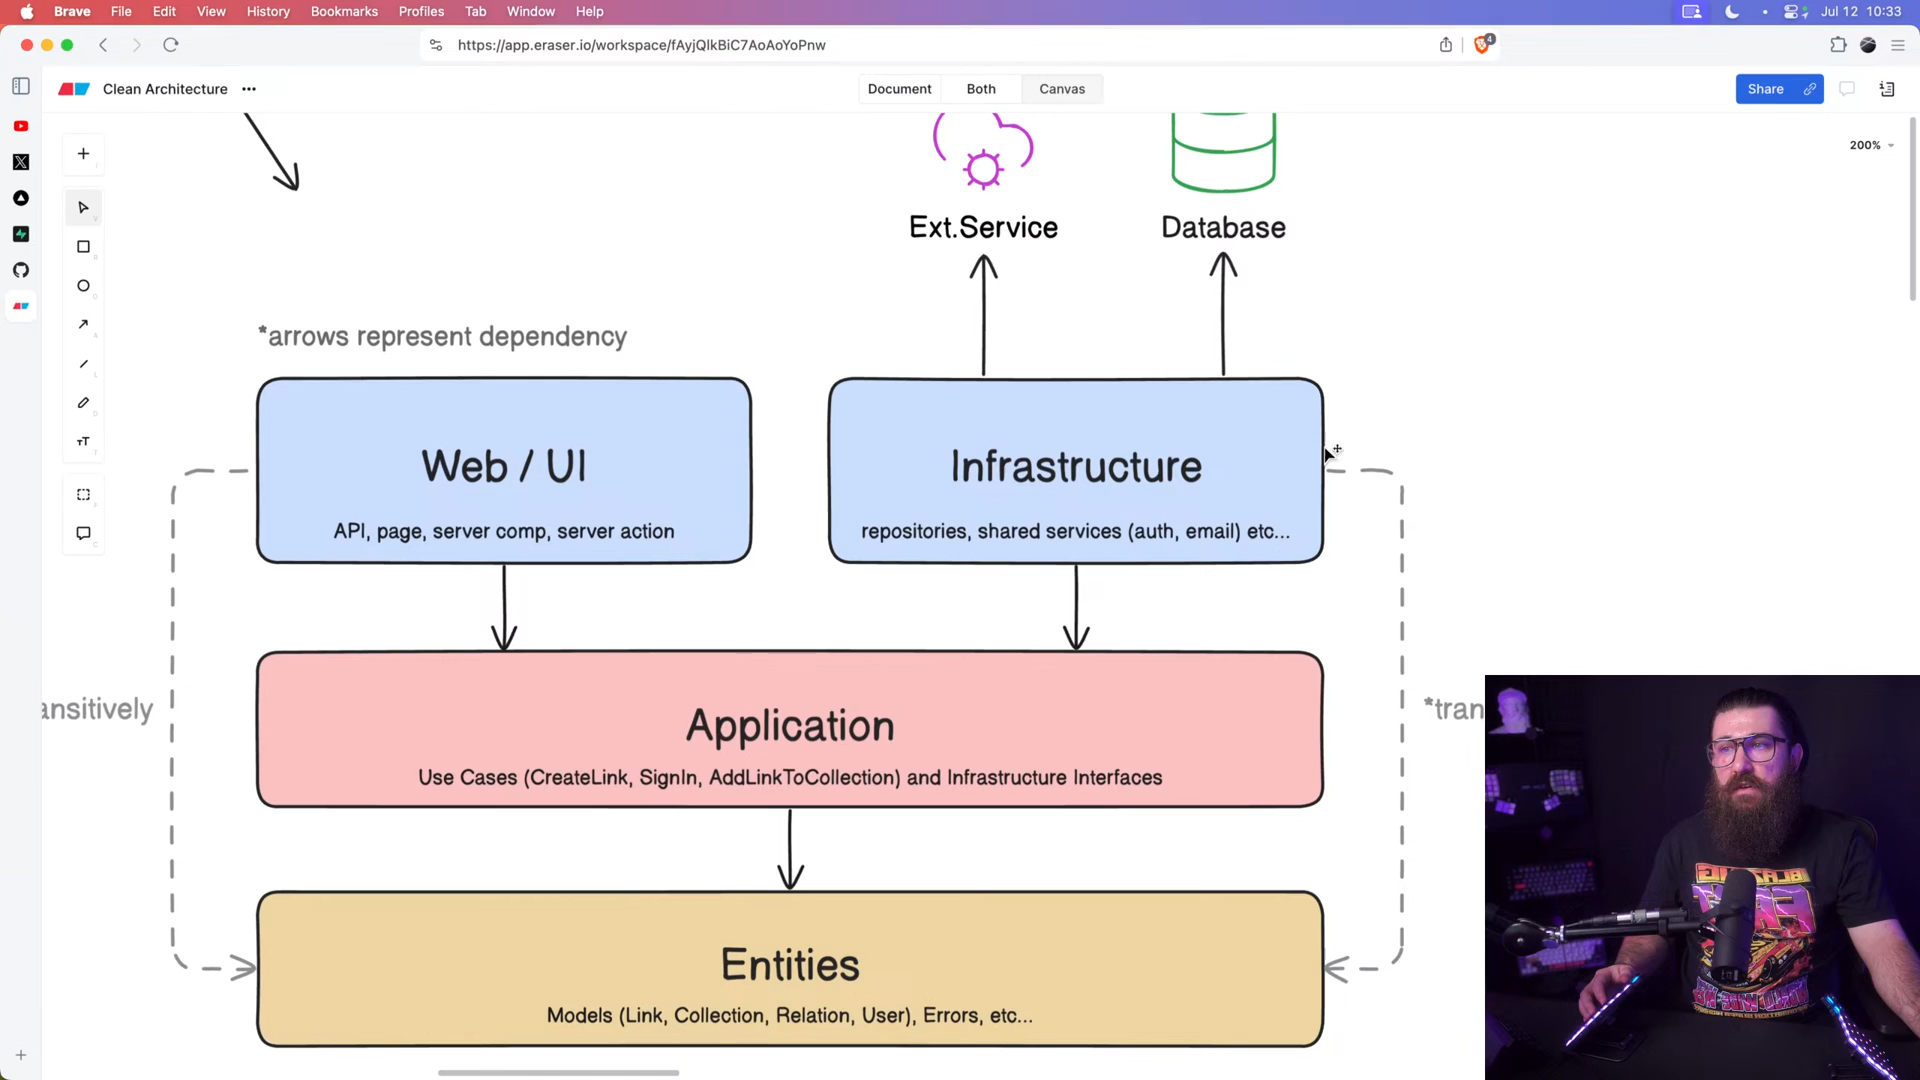 Brave File Edit View History Bookmarks Profiles Tab Window Help Jul 12 10:33
https://app.eraser.io/workspace/fAyjQlkBiC7AoAoYoPnw 4
Clean Architecture ••• Document Both Canvas Share
200%
Ext.Service Database
*arrows represent dependency
Web / UI
API, page, server comp, server action
Infrastructure
repositories, shared services (auth, email) etc...
ansitively
*tran
Application
Use Cases (CreateLink, SignIn, AddLinkToCollection) and Infrastructure Interfaces
Entities
Models (Link, Collection, Relation, User), Errors, etc...